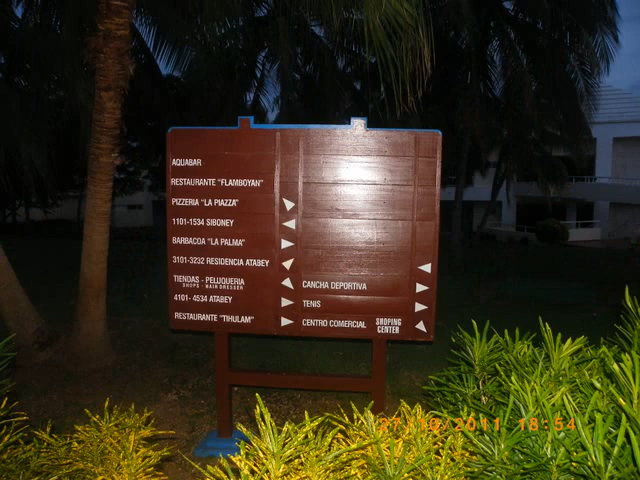 AQUABAR
RESTAURANTE "FLAMBOYAN"
PIZZERIA "LA PIAZZA"
1101-1534 SIBONEY
BARBACOA "LA PALMA"
3101-3232 RESIDENCIA ATABEY
TIENDAS - PELUQUERIA
SHOPS - HAIR DRESSER
4101- 4534 ATABEY
RESTAURANTE "TIHULAM"
CANCHA DEPORTIVA
TENIS
CENTRO COMERCIAL SHOPING CENTER
27/10/2011 18:54